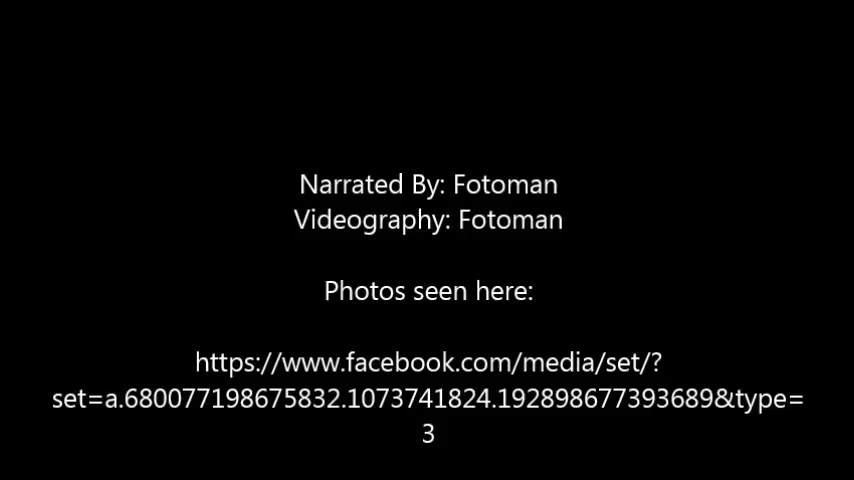 Narrated By: Fotoman
Videography: Fotoman
Photos seen here:
https://www.facebook.com/media/set/?
set=a.680077198675832.1073741824.192898677393689&type=
3